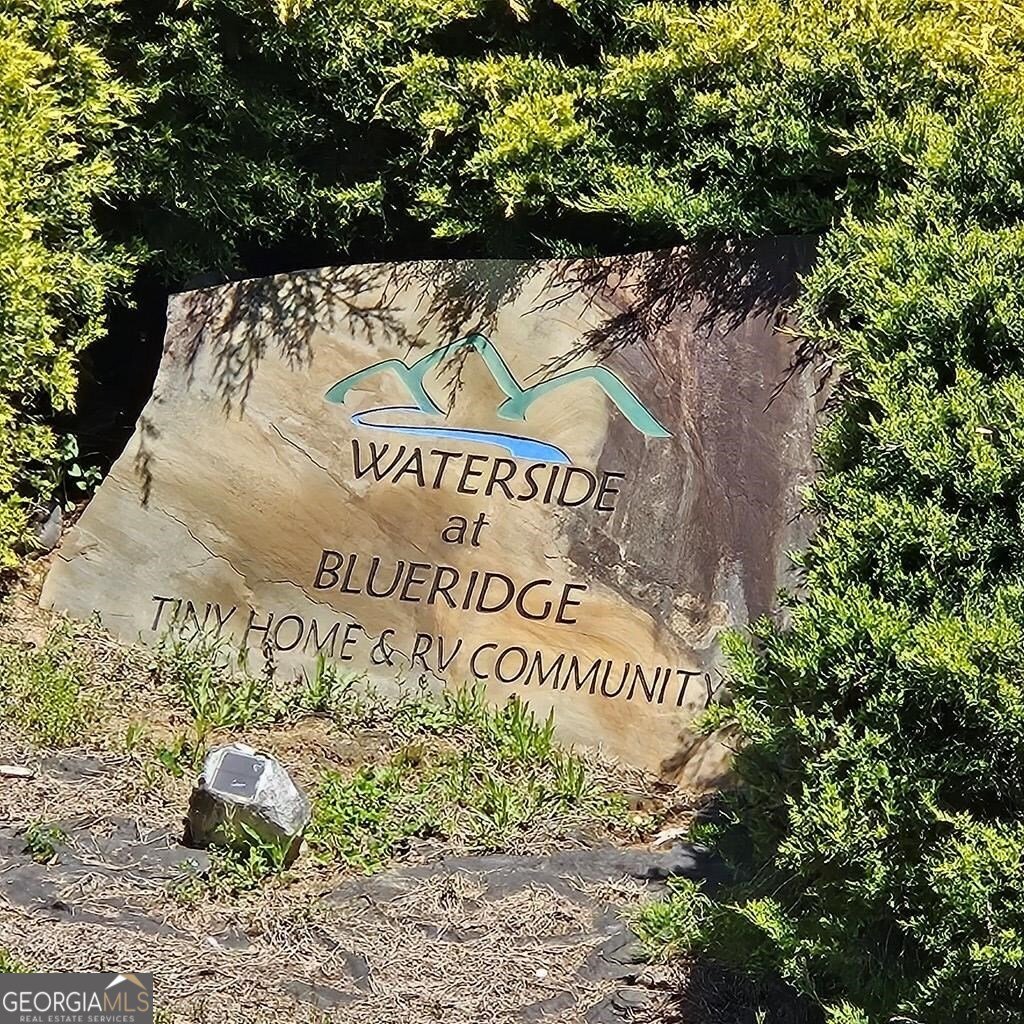 WATERSIDE
at
BLUERIDGE
TINY HOME & RV COMMUNITY
GEORGIAMLS
REAL ESTATE SERVICES